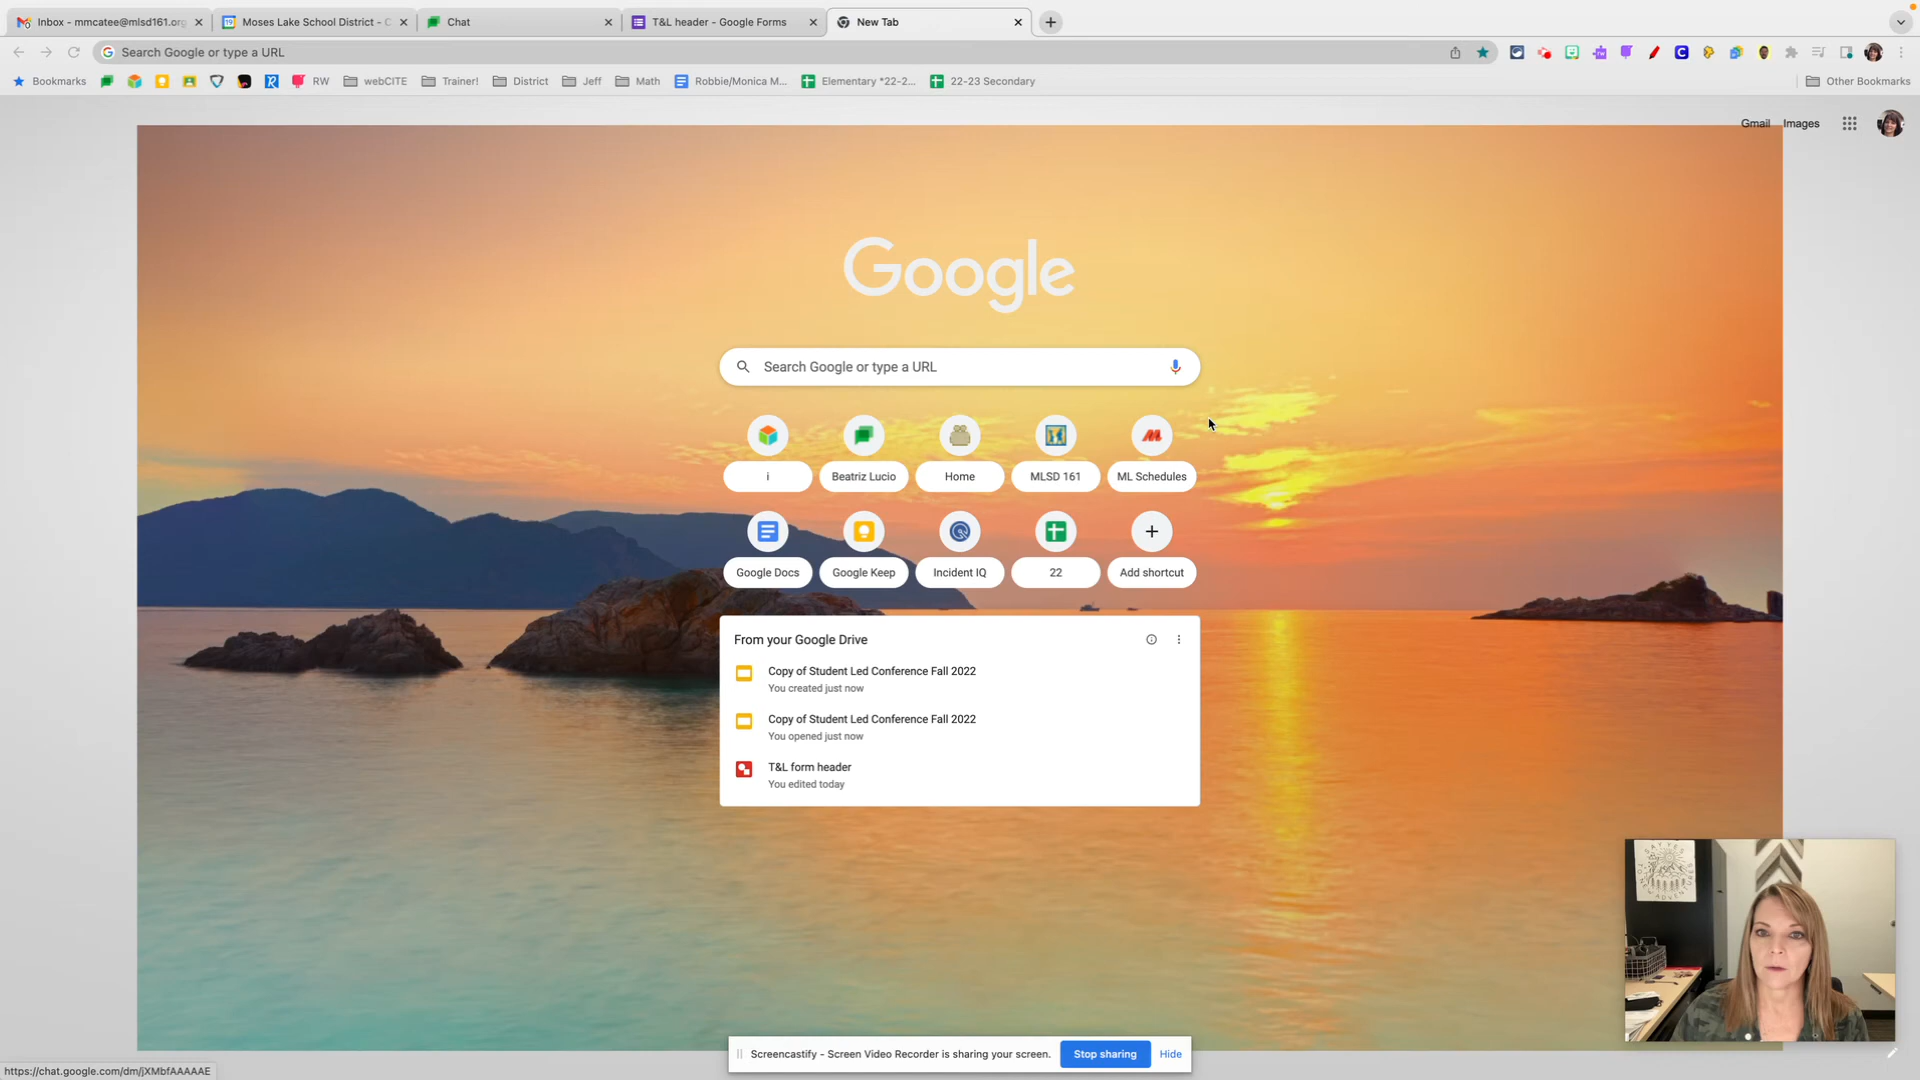 Inbox - mmcatee@mlsd161.org
Moses Lake School District - C
Chat
T&L header - Google Forms
New Tab
Search Google or type a URL
Bookmarks
RW
webCITE
Trainer!
District
Jeff
Math
Robbie/Monica M...
Elementary *22-2...
22-23 Secondary
Other Bookmarks
Gmail
Images
Google
Search Google or type a URL
i
Beatriz Lucio
Home
MLSD 161
ML Schedules
Google Docs
Google Keep
Incident IQ
22
Add shortcut
From your Google Drive
Copy of Student Led Conference Fall 2022
You created just now
Copy of Student Led Conference Fall 2022
You opened just now
T&L form header
You edited today
Screencastify - Screen Video Recorder is sharing your screen.
Stop sharing
Hide
https://chat.google.com/dm/jXMbfAAAAAE